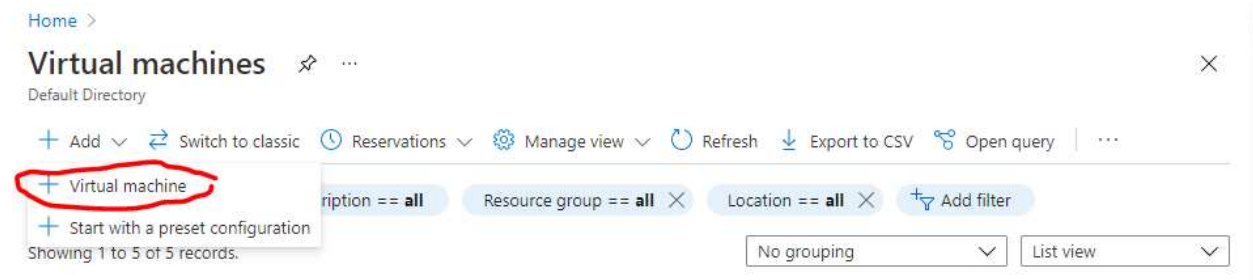 Home >
Virtual machines ...
Default Directory
+ Add Switch to classic Reservations Manage view Refresh Export to CSV Open query ...
+ Virtual machine
ription == all Resource group == all Location == all Add filter
+ Start with a preset configuration
Showing 1 to 5 of 5 records. No grouping List view